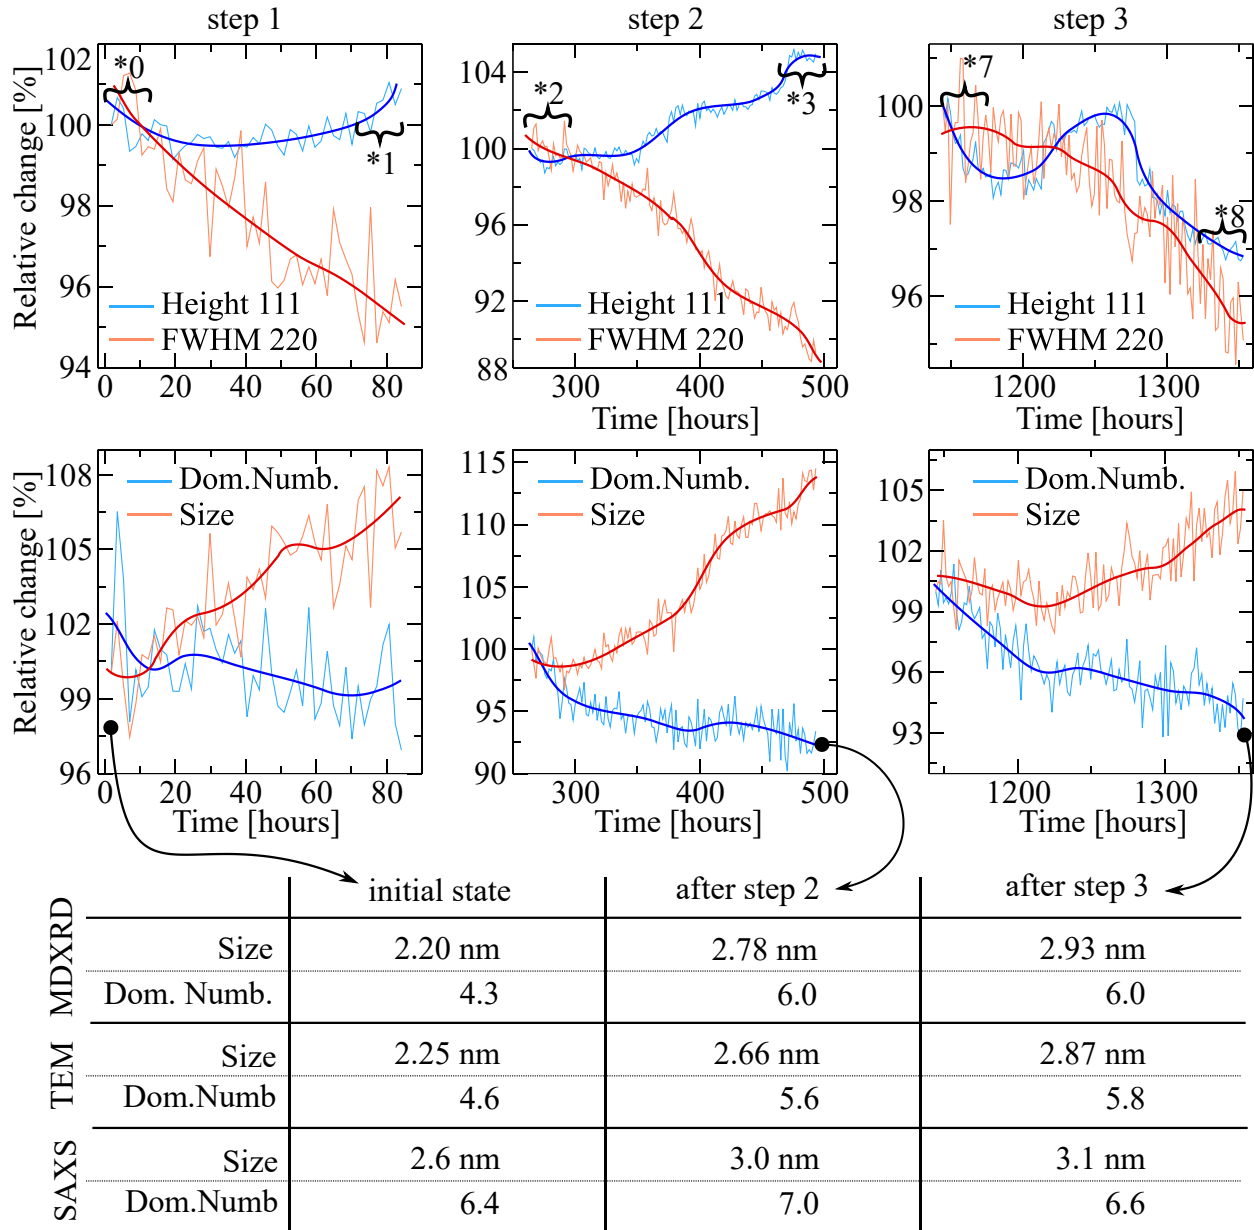 step 1
step 2
step 3
Relative change [%]
102
100
98
96
94
*0
*1
Height 111
FWHM 220
0
20
40
60
80
104
100
96
92
88
*2
*3
Height 111
FWHM 220
300
400
500
Time [hours]
100
98
96
*7
*8
Height 111
FWHM 220
1200
1300
Time [hours]
Relative change [%]
108
105
102
99
96
Dom.Numb.
Size
0
20
40
60
80
Time [hours]
115
110
105
100
95
90
Dom.Numb.
Size
300
400
500
Time [hours]
105
102
99
96
93
Dom.Numb.
Size
1200
1300
Time [hours]
initial state after step 2 after step 3
MDXRD
Size 2.20 nm 2.78 nm 2.93 nm
Dom. Numb. 4.3 6.0 6.0
TEM
Size 2.25 nm 2.66 nm 2.87 nm
Dom.Numb 4.6 5.6 5.8
SAXS
Size 2.6 nm 3.0 nm 3.1 nm
Dom.Numb 6.4 7.0 6.6